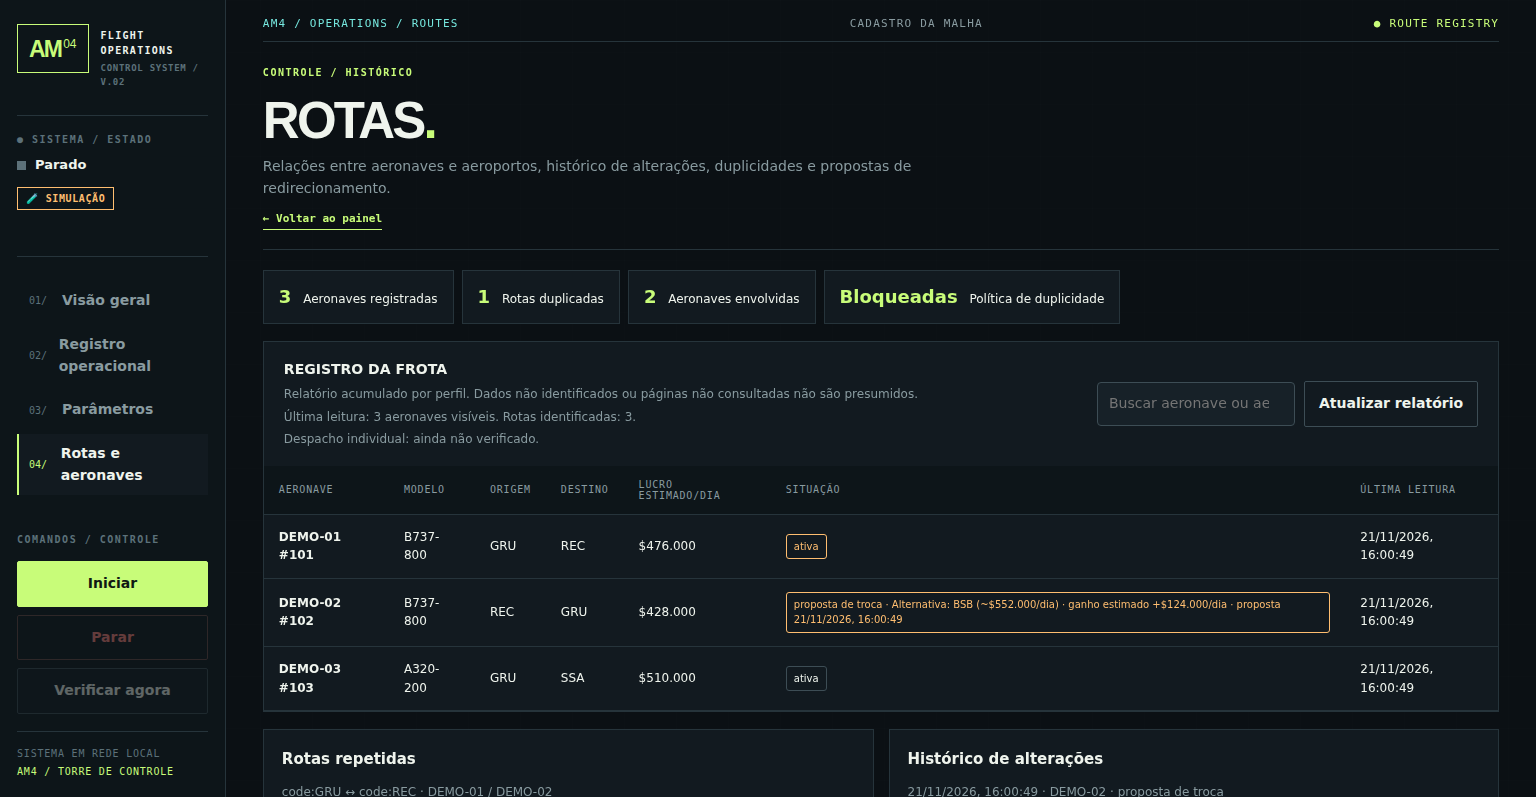 AM04
FLIGHT
OPERATIONS
CONTROL SYSTEM /
V.02
● SISTEMA / ESTADO
Parado
SIMULAÇÃO
01/ Visão geral
02/ Registro
operacional
03/ Parâmetros
04/ Rotas e
aeronaves
COMANDOS / CONTROLE
Iniciar
Parar
Verificar agora
SISTEMA EM REDE LOCAL
AM4 / TORRE DE CONTROLE
AM4 / OPERATIONS / ROUTES
CADASTRO DA MALHA
● ROUTE REGISTRY
CONTROLE / HISTÓRICO
ROTAS.
Relações entre aeronaves e aeroportos, histórico de alterações, duplicidades e propostas de
redirecionamento.
← Voltar ao painel
3 Aeronaves registradas
1 Rotas duplicadas
2 Aeronaves envolvidas
Bloqueadas Política de duplicidade
REGISTRO DA FROTA
Relatório acumulado por perfil. Dados não identificados ou páginas não consultadas não são presumidos.
Última leitura: 3 aeronaves visíveis. Rotas identificadas: 3.
Despacho individual: ainda não verificado.
Buscar aeronave ou ae
Atualizar relatório
AERONAVE MODELO ORIGEM DESTINO LUCRO
ESTIMADO/DIA SITUAÇÃO ÚLTIMA LEITURA
DEMO-01
#101
B737-
800
GRU REC $476.000 ativa
21/11/2026,
16:00:49
DEMO-02
#102
B737-
800
REC GRU $428.000
proposta de troca · Alternativa: BSB (~$552.000/dia) · ganho estimado +$124.000/dia · proposta
21/11/2026, 16:00:49
21/11/2026,
16:00:49
DEMO-03
#103
A320-
200
GRU SSA $510.000 ativa
21/11/2026,
16:00:49
Rotas repetidas
code:GRU ↔ code:REC · DEMO-01 / DEMO-02
Histórico de alterações
21/11/2026, 16:00:49 · DEMO-02 · proposta de troca